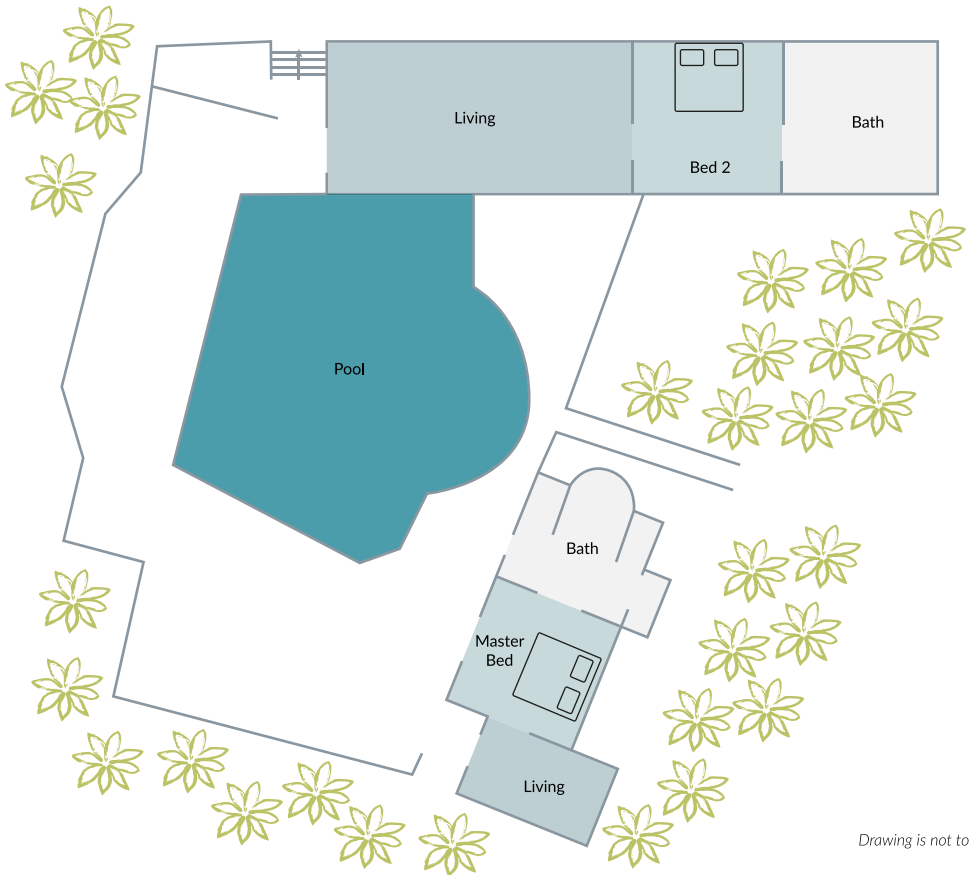 Living
Bath
Bed 2
Pool
Bath
Master
Bed
Living
Drawing is not to